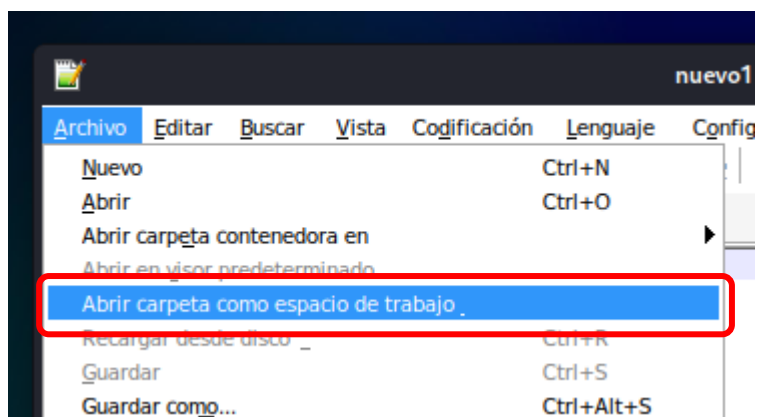 nuevo1
Archivo Editar Buscar Vista Codificación Lenguaje Config
Nuevo Ctrl+N
Abrir Ctrl+O
Abrir carpeta contenedora en
Abrir en visor predeterminado
Abrir carpeta como espacio de trabajo
Recargar desde disco Ctrl+R
Guardar Ctrl+S
Guardar como... Ctrl+Alt+S